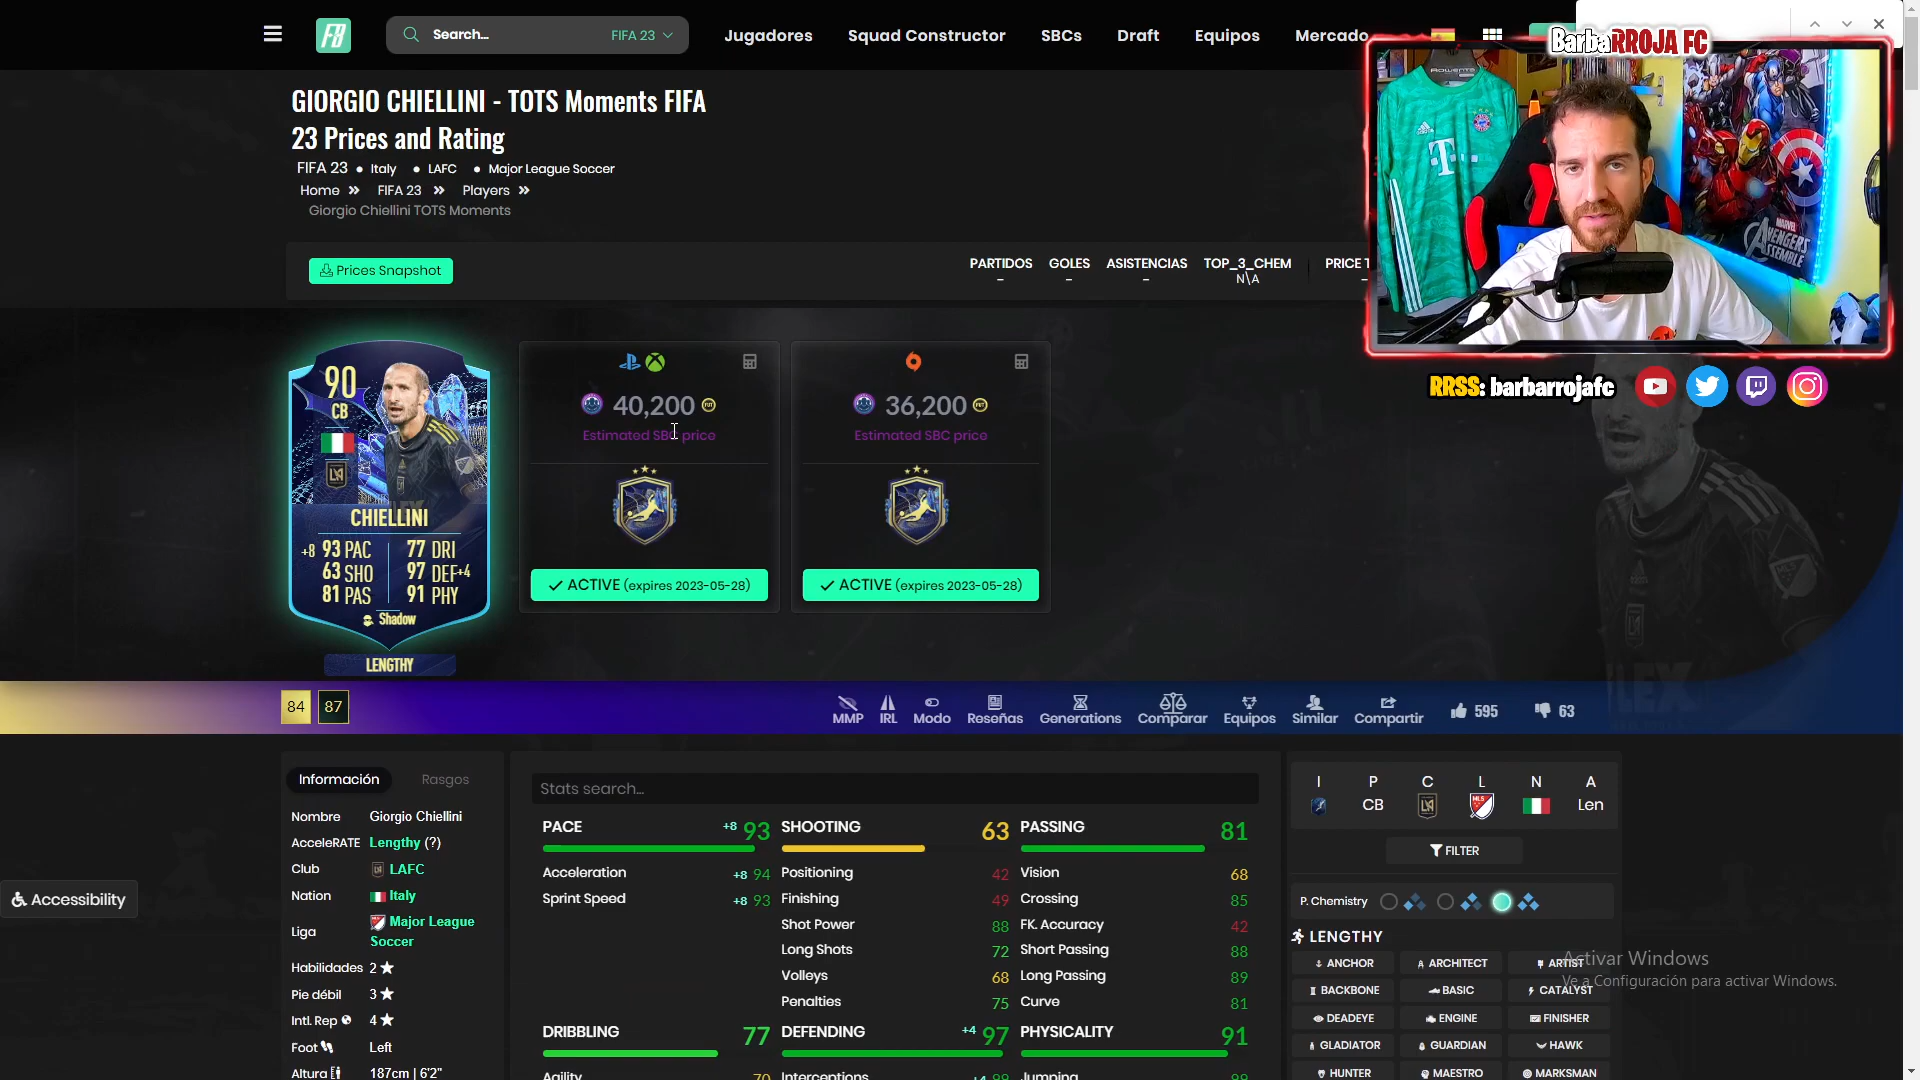 Search...
FIFA 23
Jugadores
Squad Constructor
SBCs
Draft
Equipos
Mercado
BarbaRROJA FC
GIORGIO CHIELLINI - TOTS Moments FIFA
23 Prices and Rating
FIFA 23 • Italy • LAFC • Major League Soccer
Home » FIFA 23 » Players »
Giorgio Chiellini TOTS Moments
Prices Snapshot
PARTIDOS
-
GOLES
-
ASISTENCIAS
-
TOP_3_CHEM
N\A
PRICE T
-
MARVEL
AVENGERS
ASSEMBLE
RRSS: barbarrojafc
90
CB
CHIELLINI
+8 93 PAC 77 DRI
63 SHO 97 DEF+4
81 PAS 91 PHY
Shadow
LENGTHY
40,200
Estimated SBC price
ACTIVE (expires 2023-05-28)
36,200
Estimated SBC price
ACTIVE (expires 2023-05-28)
84 87
MMP
IRL
Modo
Reseñas
Generations
Comparar
Equipos
Similar
Compartir
595
63
Información
Rasgos
Nombre Giorgio Chiellini
AcceleRATE Lengthy (?)
Club LAFC
Nation Italy
Liga Major League
Soccer
Habilidades 2
Pie débil 3
Intl. Rep 4
Foot Left
Altura 187cm | 6'2"
Stats search...
PACE +8 93
Acceleration +8 94
Sprint Speed +8 93
SHOOTING 63
Positioning 42
Finishing 49
Shot Power 88
Long Shots 72
Volleys 68
Penalties 75
PASSING 81
Vision 68
Crossing 85
FK. Accuracy 42
Short Passing 88
Long Passing 89
Curve 81
DRIBBLING 77
Agility 70
DEFENDING +4 97
Interceptions +4 99
PHYSICALITY 91
Jumping 99
I P C L N A
CB Len
FILTER
P. Chemistry
LENGTHY
ANCHOR ARCHITECT ARTIST
BACKBONE BASIC CATALYST
DEADEYE ENGINE FINISHER
GLADIATOR GUARDIAN HAWK
HUNTER MAESTRO MARKSMAN
Activar Windows
Ve a Configuración para activar Windows.
Accessibility